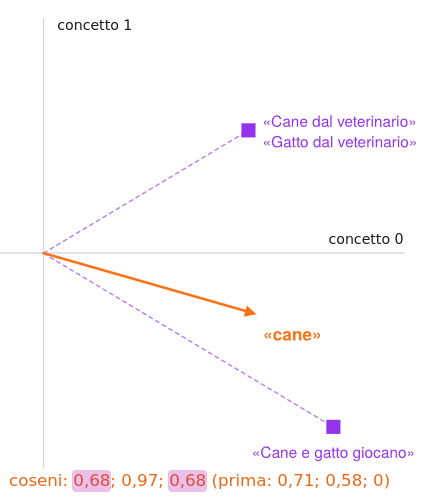 concetto 1
«Cane dal veterinario»
«Gatto dal veterinario»
concetto 0
«cane»
«Cane e gatto giocano»
coseni: 0,68; 0,97; 0,68 (prima: 0,71; 0,58; 0)